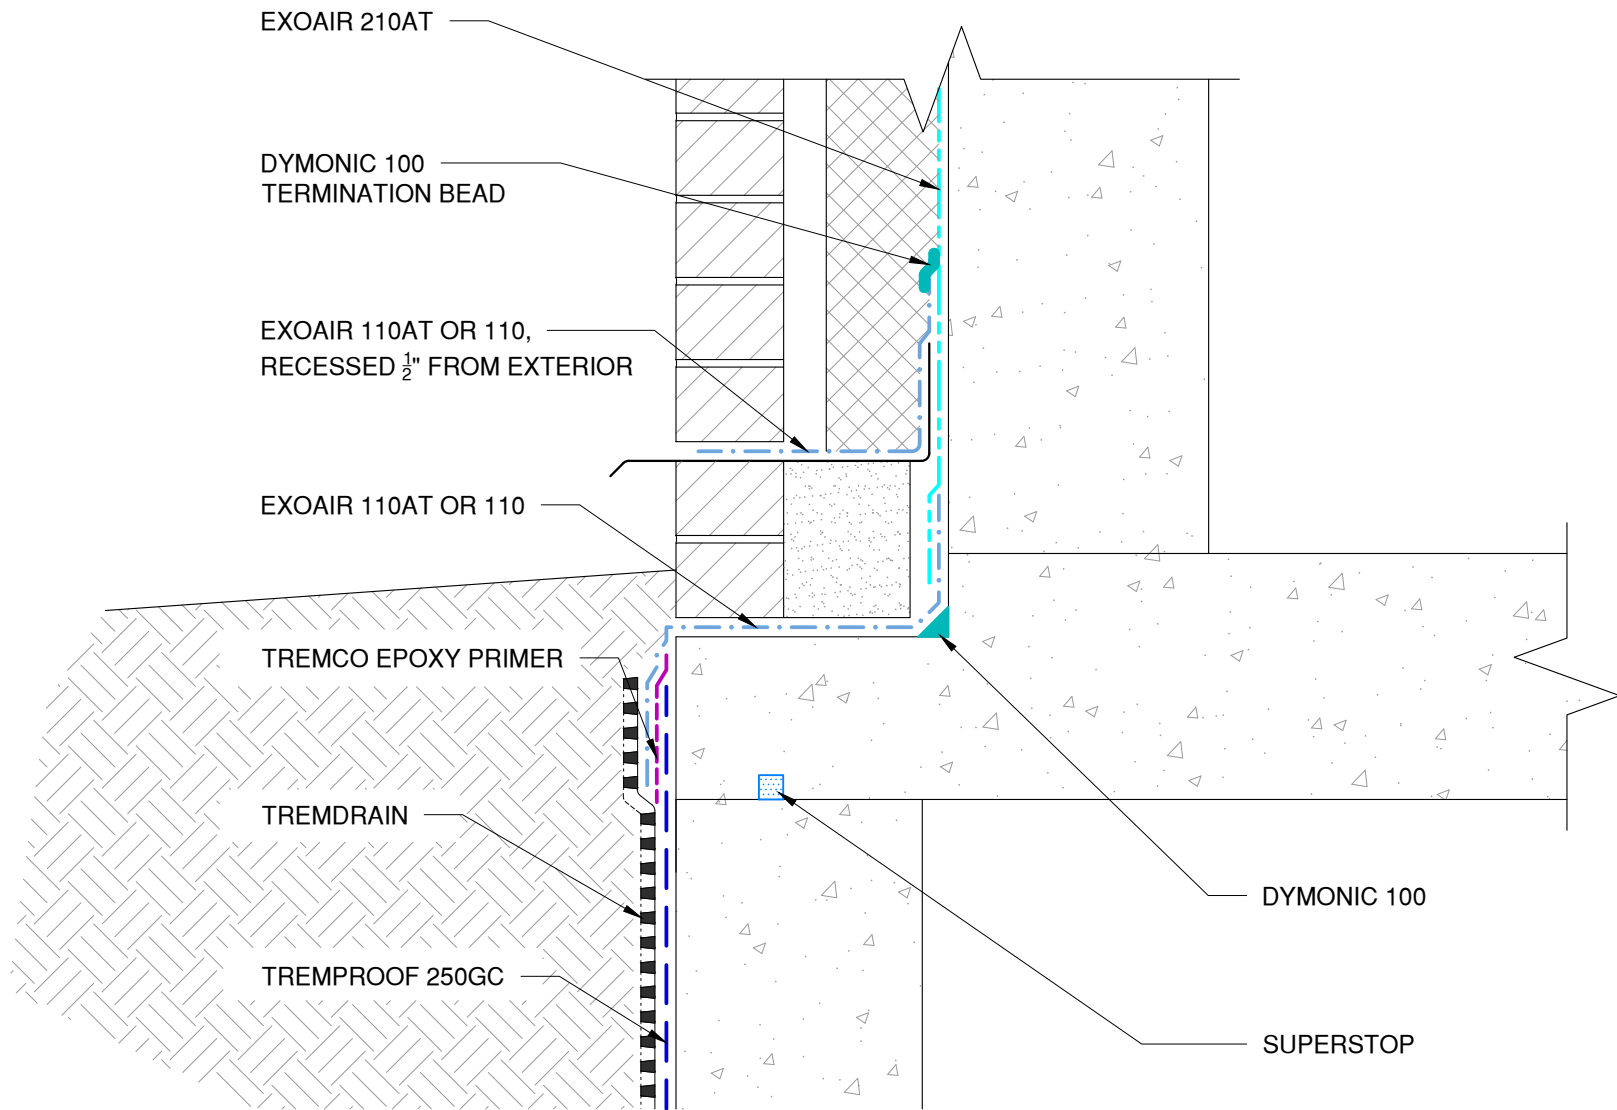 EXOAIR 210AT
DYMONIC 100
TERMINATION BEAD
EXOAIR 110AT OR 110,
RECESSED 1/2" FROM EXTERIOR
EXOAIR 110AT OR 110
TREMCO EPOXY PRIMER
TREMDRAIN
TREMPROOF 250GC
DYMONIC 100
SUPERSTOP